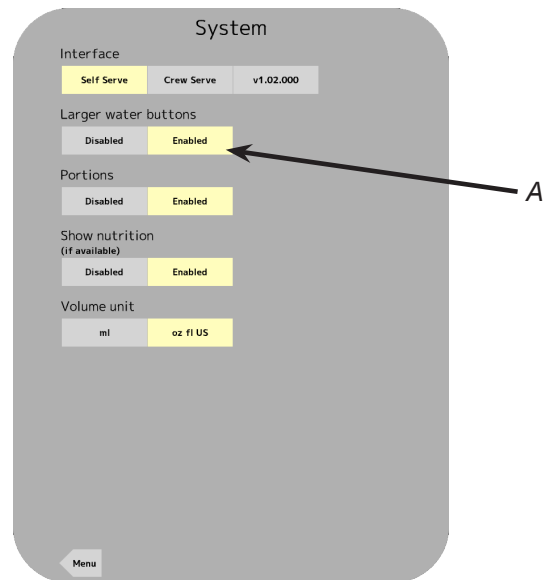 System
Interface
Self Serve Crew Serve v1.02.000
Larger water buttons
Disabled Enabled
A
Portions
Disabled Enabled
Show nutrition
(if available)
Disabled Enabled
Volume unit
ml oz fl US
Menu